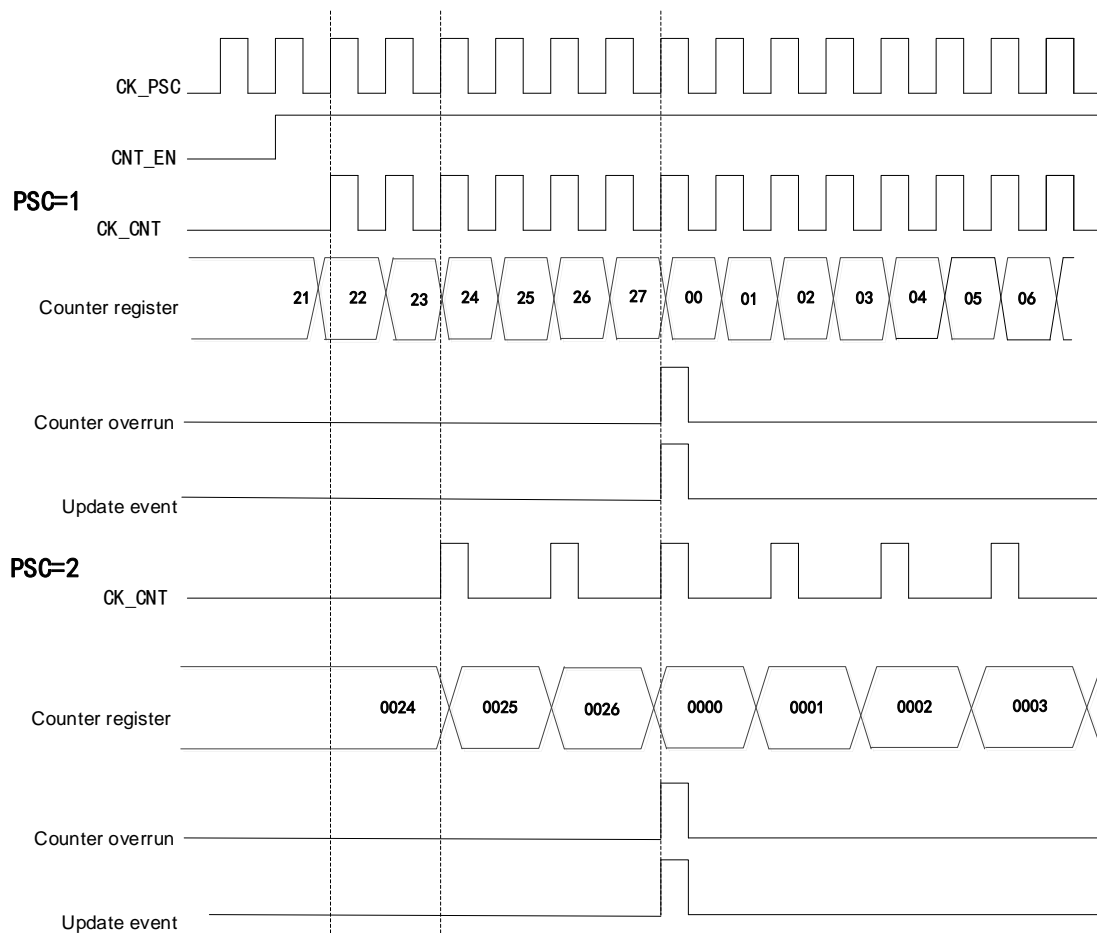 CK_PSC
CNT_EN
PSC=1
CK_CNT
Counter register 21 22 23 24 25 26 27 00 01 02 03 04 05 06
Counter overrun
Update event
PSC=2
CK_CNT
Counter register 0024 0025 0026 0000 0001 0002 0003
Counter overrun
Update event